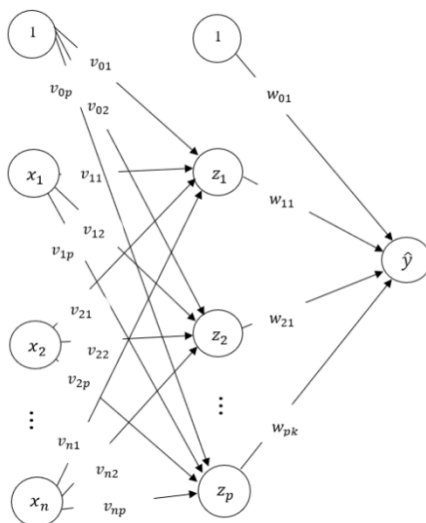 1
1
v₀₁
v₀ₚ
v₀₂
w₀₁
x₁
v₁₁
z₁
w₁₁
v₁₂
v₁ₚ
ŷ
v₂₁
x₂
v₂₂
z₂
w₂₁
v₂ₚ
⋮
⋮
vₙ₁
wₚₖ
vₙ₂
xₙ
vₙₚ
zₚ